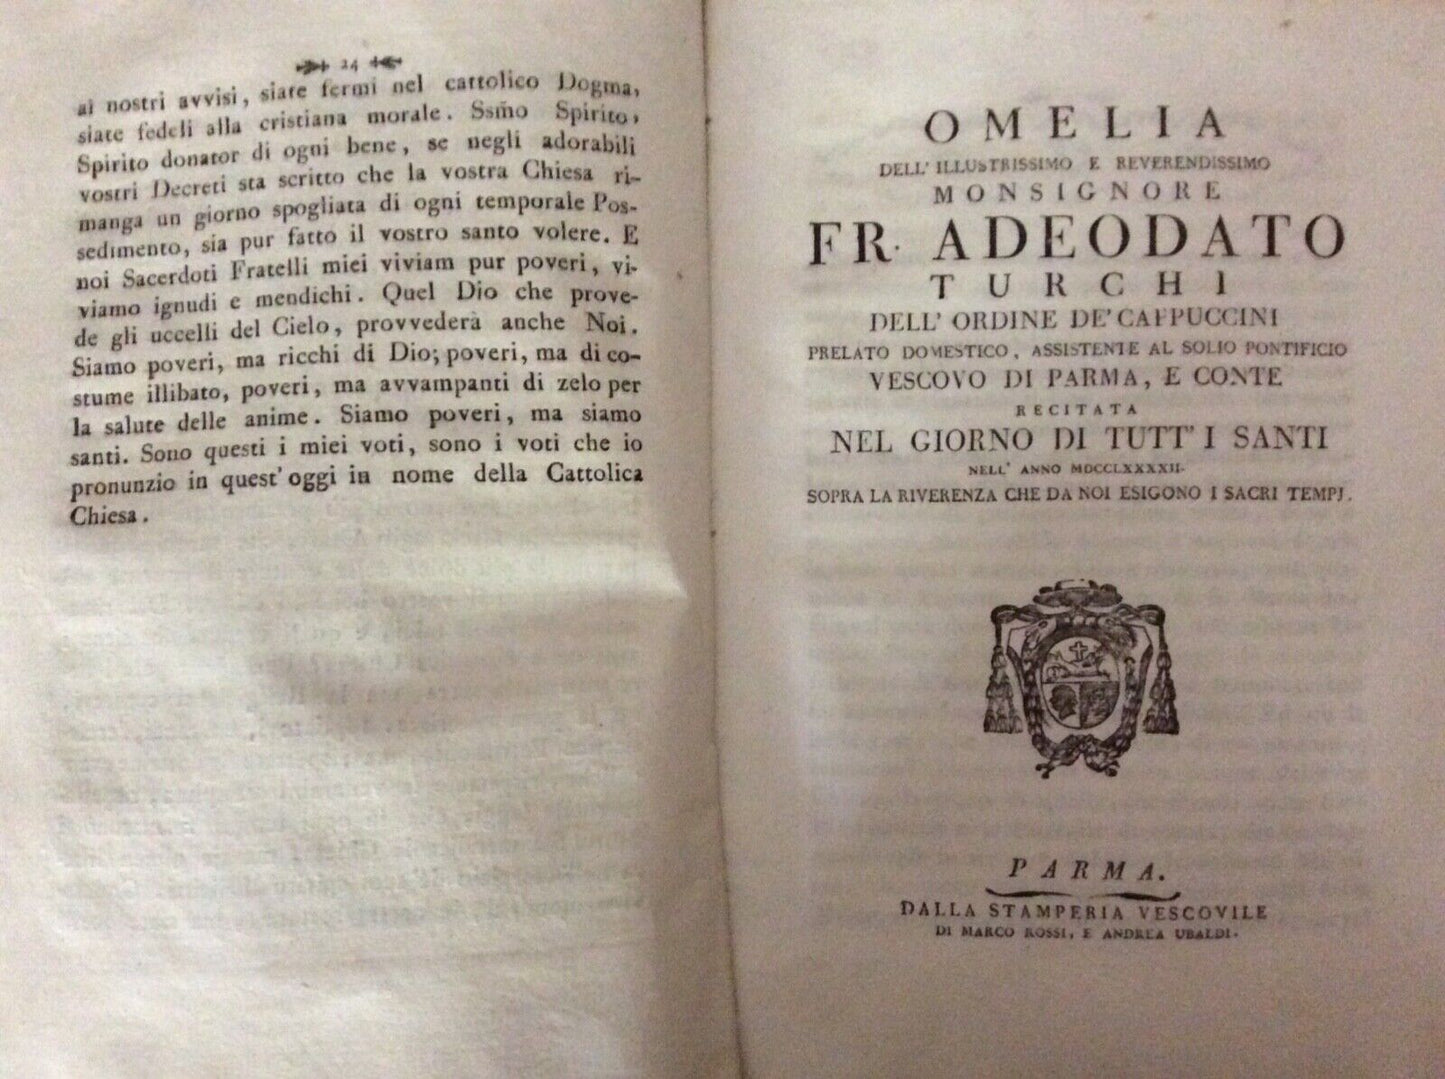 24
ai nostri avvisi, siate fermi nel cattolico Dogma,
siate fedeli alla cristiana morale. Ssm̃o Spirito,
Spirito donator di ogni bene, se negli adorabili
vostri Decreti sta scritto che la vostra Chiesa ri-
manga un giorno spogliata di ogni temporale Pos-
sedimento, sia pur fatto il vostro santo volere. E
noi Sacerdoti Fratelli miei viviam pur poveri, vi-
viamo ignudi e mendichi. Quel Dio che prove-
de gli uccelli del Cielo, provvederà anche Noi.
Siamo poveri, ma ricchi di Dio; poveri, ma di co-
stume illibato, poveri, ma avvampanti di zelo per
la salute delle anime. Siamo poveri, ma siamo
santi. Sono questi i miei voti, sono i voti che io
pronunzio in quest' oggi in nome della Cattolica
Chiesa.
OMELIA
DELL' ILLUSTRISSIMO E REVERENDISSIMO
MONSIGNORE
FR. ADEODATO
TURCHI
DELL' ORDINE DE' CAPPUCCINI
PRELATO DOMESTICO, ASSISTENTE AL SOLIO PONTIFICIO
VESCOVO DI PARMA, E CONTE
RECITATA
NEL GIORNO DI TUTT' I SANTI
NELL' ANNO MDCCLXXXXII.
SOPRA LA RIVERENZA CHE DA NOI ESIGONO I SACRI TEMPJ.
PARMA.
DALLA STAMPERIA VESCOVILE
DI MARCO ROSSI, E ANDREA UBALDI.